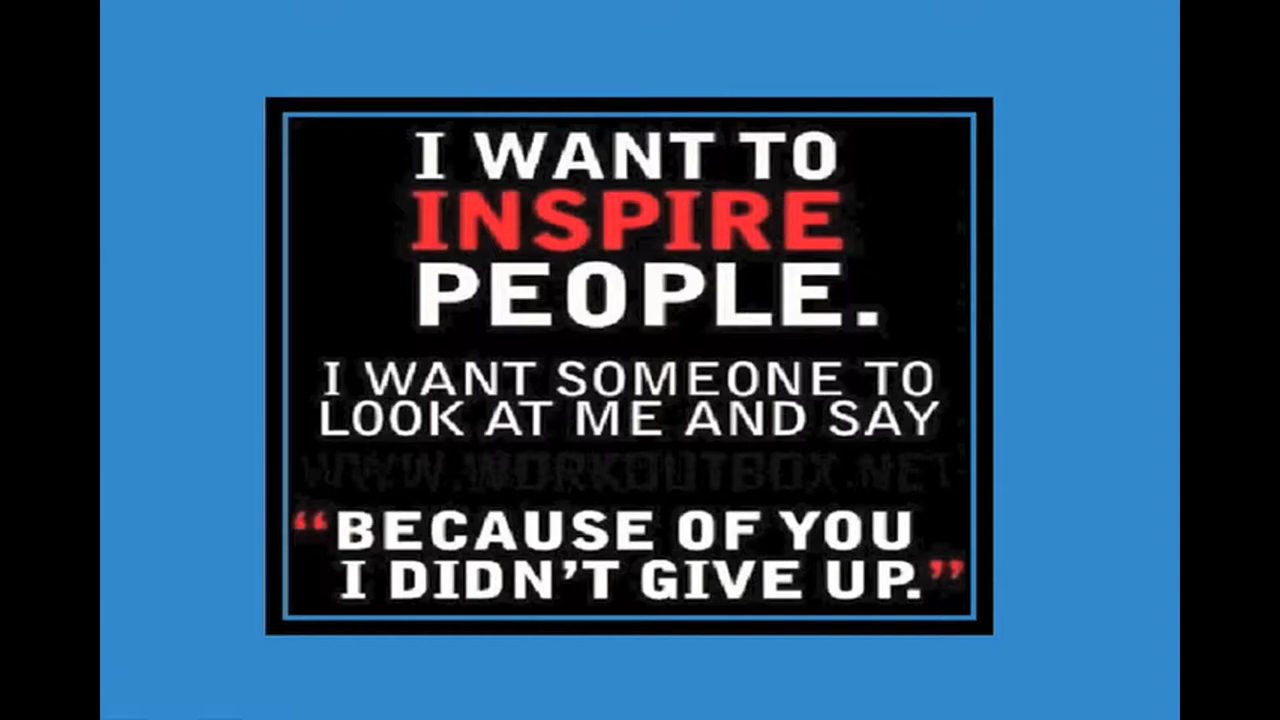 I WANT TO
INSPIRE
PEOPLE.
I WANT SOMEONE TO
LOOK AT ME AND SAY
WWW.WORKOUTBOX.NET
“BECAUSE OF YOU
I DIDN’T GIVE UP.”